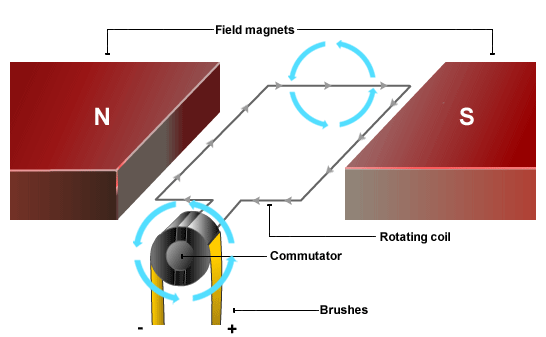 Field magnets
N
S
Rotating coil
Commutator
Brushes
- +